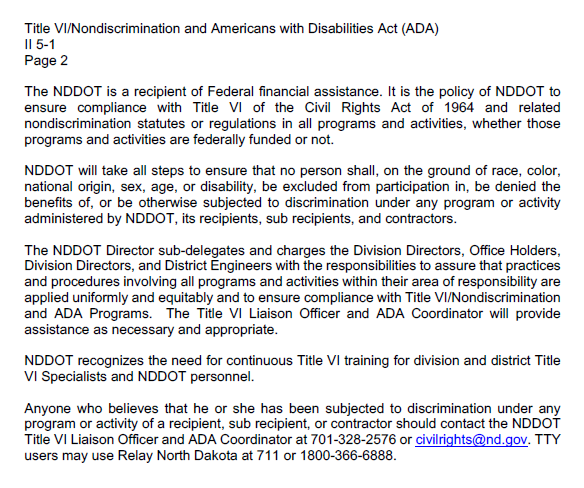 Title VI/Nondiscrimination and Americans with Disabilities Act (ADA)
II 5-1
Page 2
The NDDOT is a recipient of Federal financial assistance. It is the policy of NDDOT to
ensure compliance with Title VI of the Civil Rights Act of 1964 and related
nondiscrimination statutes or regulations in all programs and activities, whether those
programs and activities are federally funded or not.
NDDOT will take all steps to ensure that no person shall, on the ground of race, color,
national origin, sex, age, or disability, be excluded from participation in, be denied the
benefits of, or be otherwise subjected to discrimination under any program or activity
administered by NDDOT, its recipients, sub recipients, and contractors.
The NDDOT Director sub-delegates and charges the Division Directors, Office Holders,
Division Directors, and District Engineers with the responsibilities to assure that practices
and procedures involving all programs and activities within their area of responsibility are
applied uniformly and equitably and to ensure compliance with Title VI/Nondiscrimination
and ADA Programs. The Title VI Liaison Officer and ADA Coordinator will provide
assistance as necessary and appropriate.
NDDOT recognizes the need for continuous Title VI training for division and district Title
VI Specialists and NDDOT personnel.
Anyone who believes that he or she has been subjected to discrimination under any
program or activity of a recipient, sub recipient, or contractor should contact the NDDOT
Title VI Liaison Officer and ADA Coordinator at 701-328-2576 or civilrights@nd.gov. TTY
users may use Relay North Dakota at 711 or 1800-366-6888.